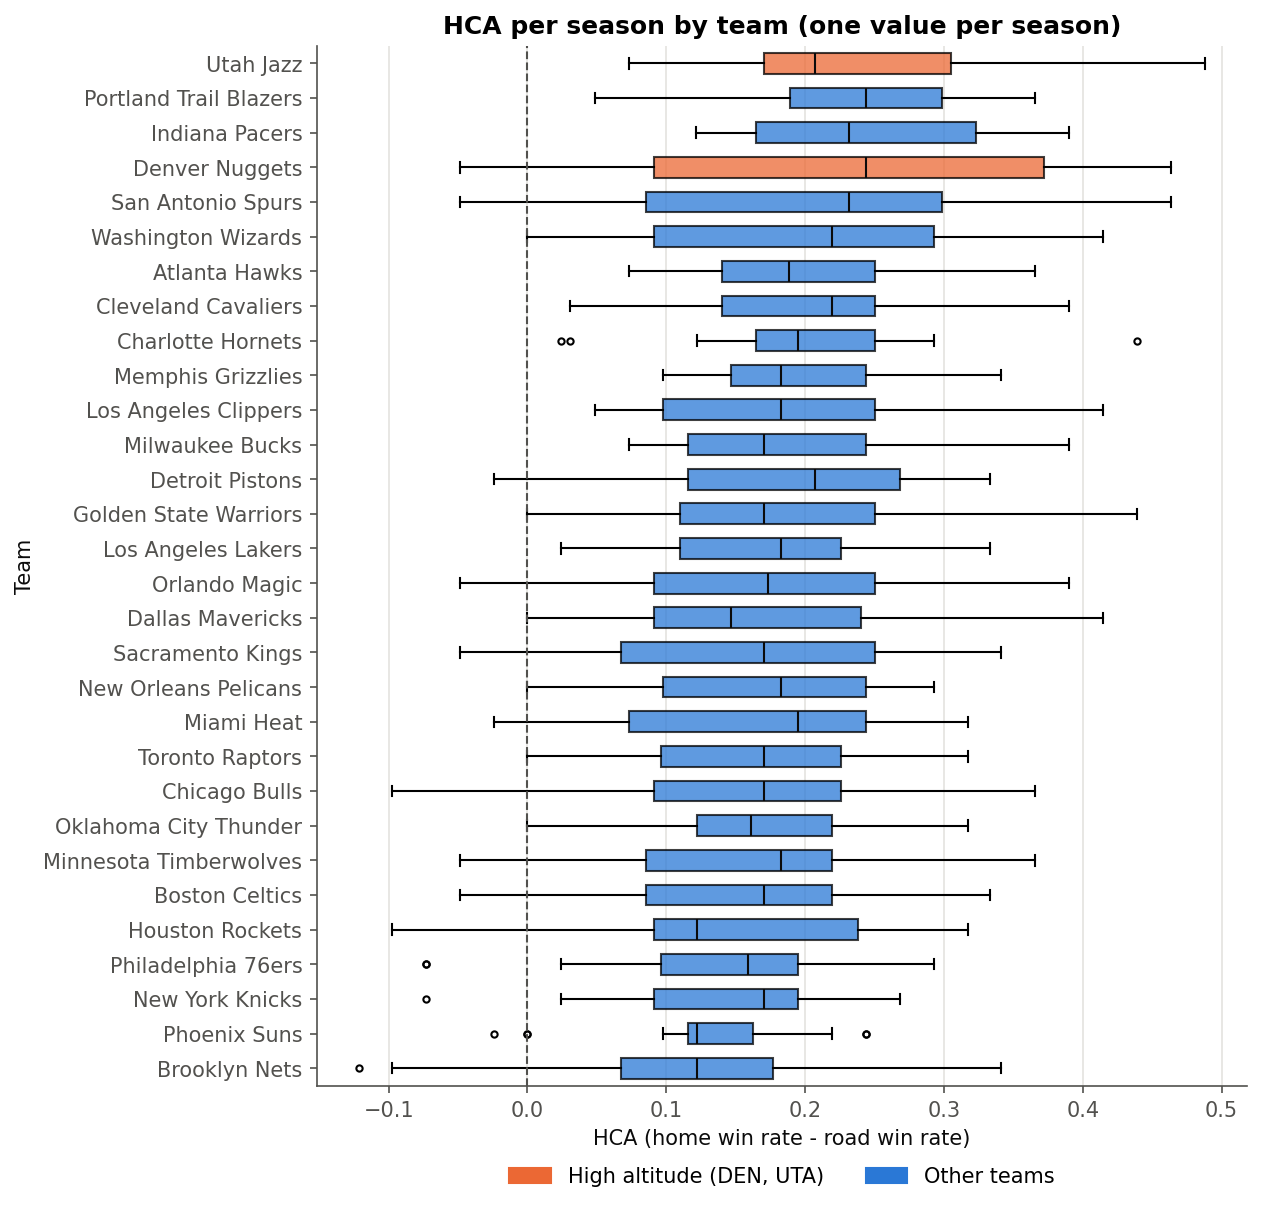 HCA per season by team (one value per season)
Utah Jazz
Portland Trail Blazers
Indiana Pacers
Denver Nuggets
San Antonio Spurs
Washington Wizards
Atlanta Hawks
Cleveland Cavaliers
Charlotte Hornets
Memphis Grizzlies
Los Angeles Clippers
Milwaukee Bucks
Detroit Pistons
Golden State Warriors
Los Angeles Lakers
Orlando Magic
Dallas Mavericks
Sacramento Kings
New Orleans Pelicans
Miami Heat
Toronto Raptors
Chicago Bulls
Oklahoma City Thunder
Minnesota Timberwolves
Boston Celtics
Houston Rockets
Philadelphia 76ers
New York Knicks
Phoenix Suns
Brooklyn Nets
Team
−0.1 0.0 0.1 0.2 0.3 0.4 0.5
HCA (home win rate - road win rate)
High altitude (DEN, UTA) Other teams